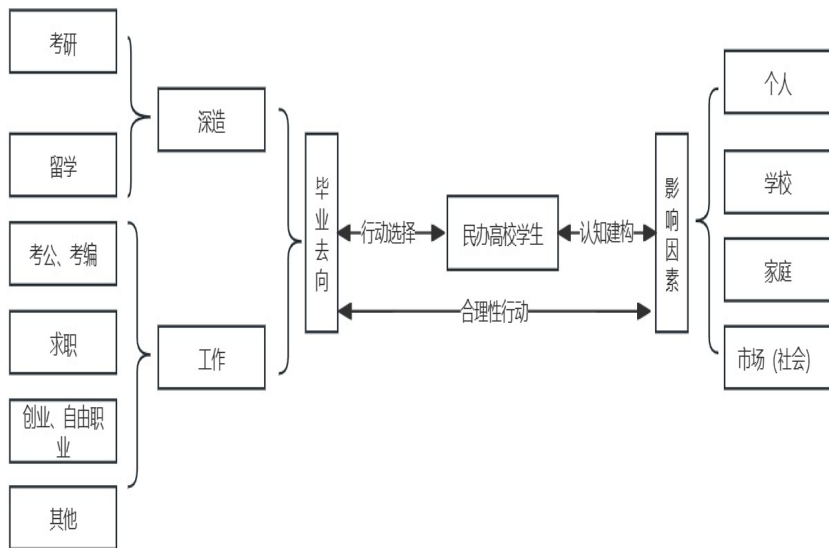 考研
留学
考公、考编
求职
创业、自由职
业
其他
深造
工作
毕业去向
行动选择
民办高校学生
认知建构
合理性行动
影响因素
个人
学校
家庭
市场（社会）